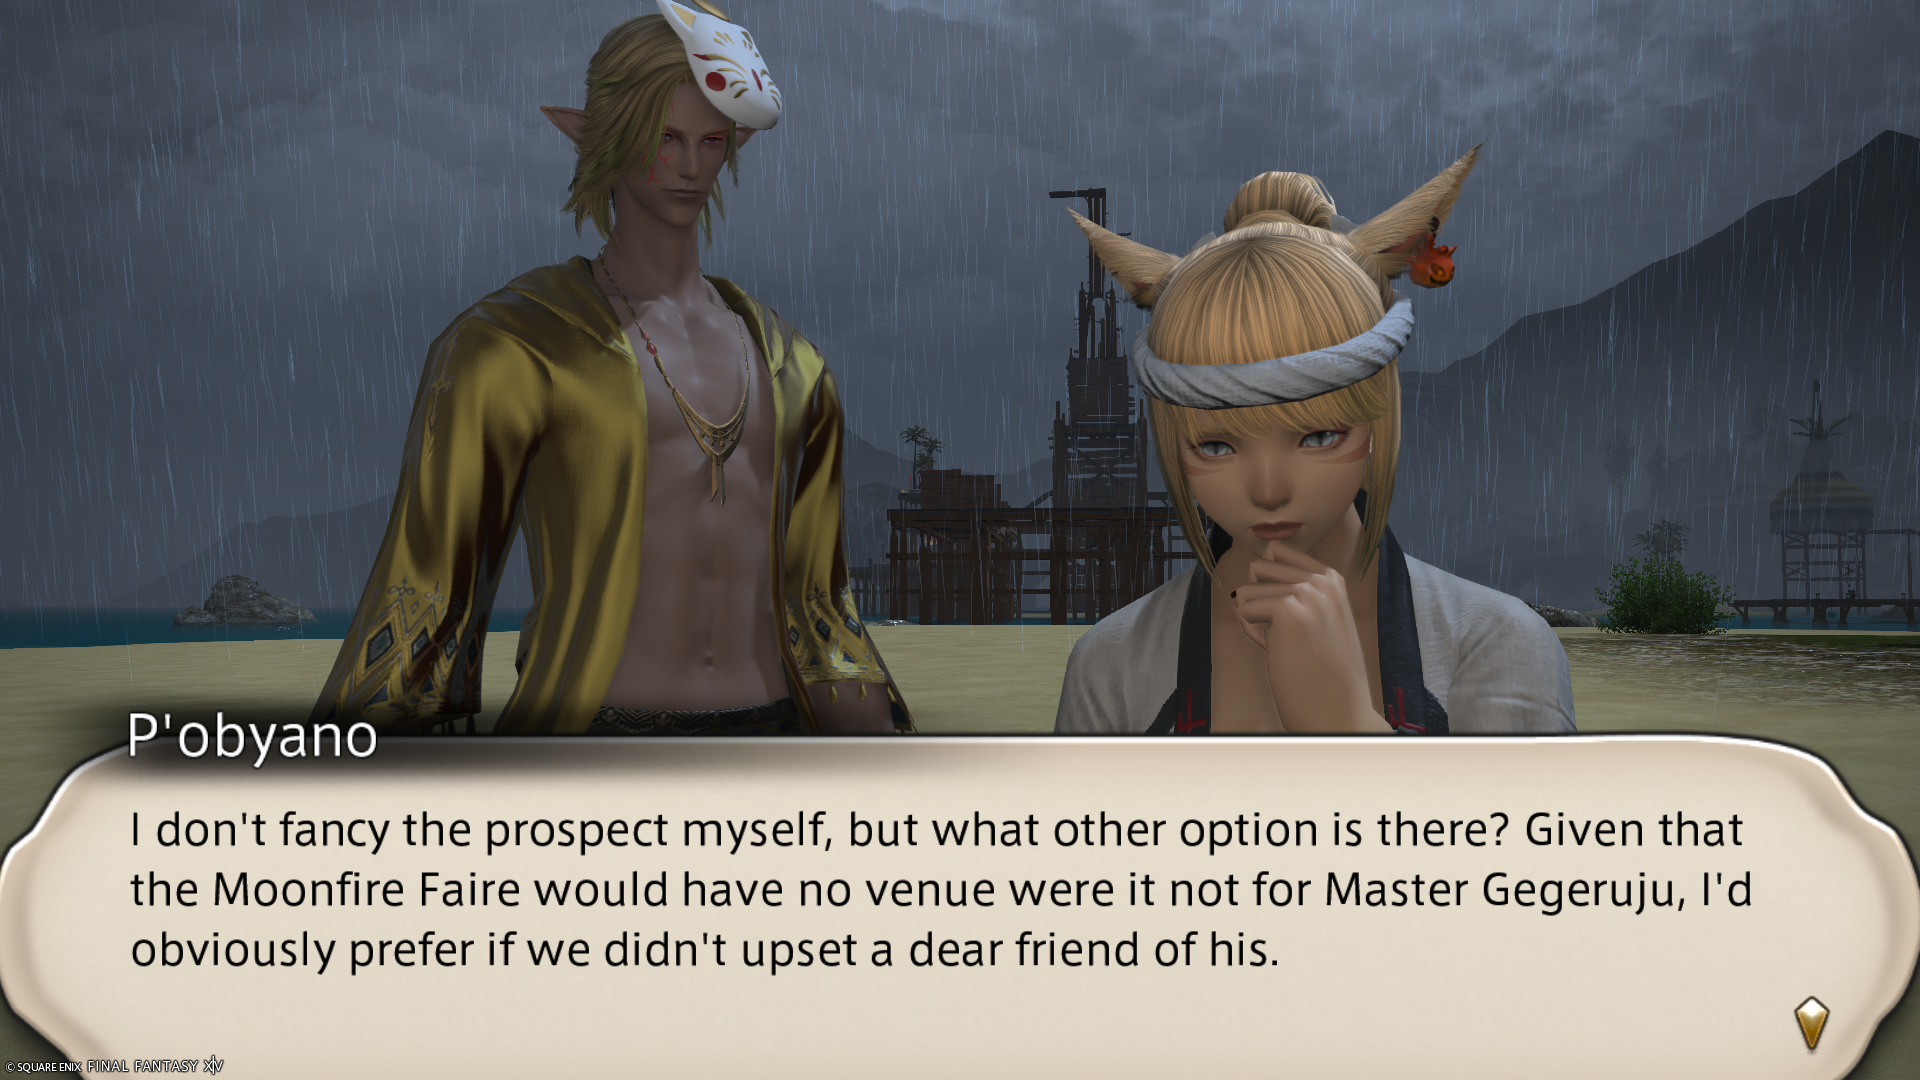 P'obyano
I don't fancy the prospect myself, but what other option is there? Given that
the Moonfire Faire would have no venue were it not for Master Gegeruju, I'd
obviously prefer if we didn't upset a dear friend of his.
© SQUARE ENIX FINAL FANTASY XIV